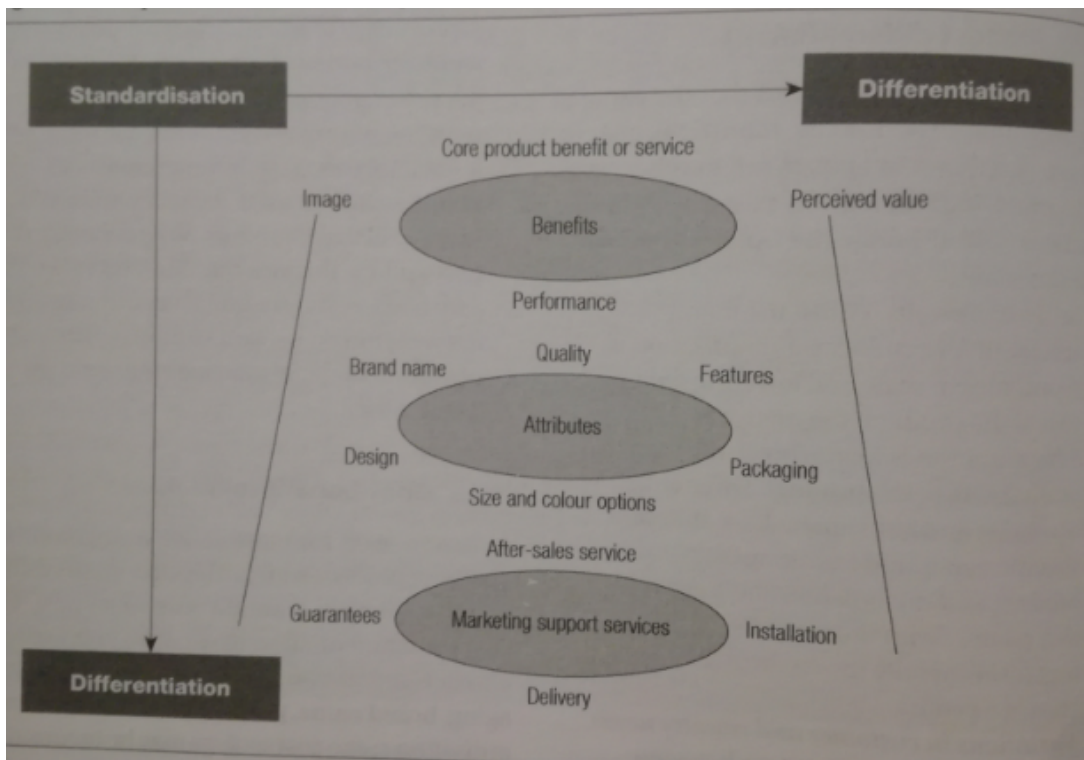 Standardisation
Differentiation
Core product benefit or service
Image
Perceived value
Benefits
Performance
Quality
Brand name
Features
Attributes
Design
Packaging
Size and colour options
After-sales service
Guarantees
Marketing support services
Installation
Differentiation
Delivery